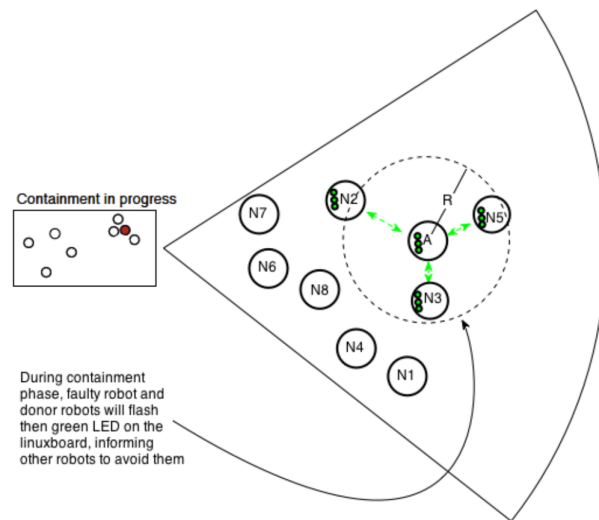 Containment in progress
N7
N2
R
N5
A
N6
N8
N3
N4
N1
During containment
phase, faulty robot and
donor robots will flash
then green LED on the
linuxboard, informing
other robots to avoid them